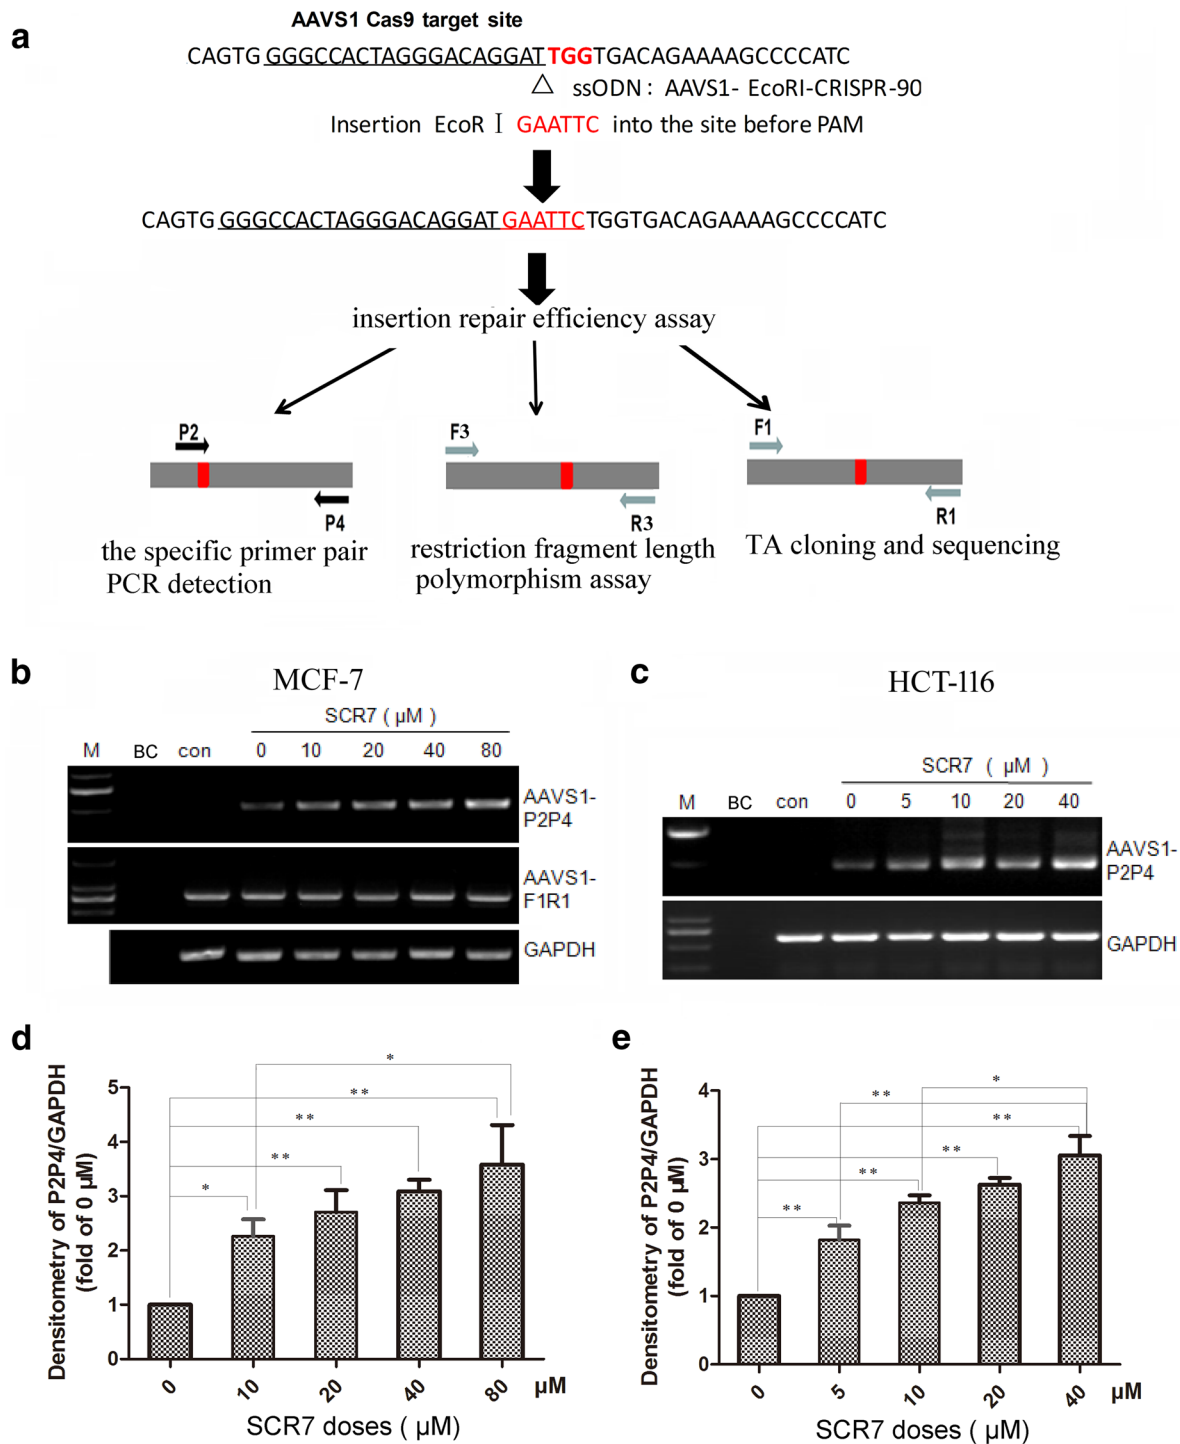 a
AAVS1 Cas9 target site
CAGTG GGGCCACTAGGGACAGGAT TGGTGACAGAAAAGCCCCATC
△ ssODN : AAVS1- EcoRI-CRISPR-90
Insertion EcoR I GAATTC into the site before PAM
CAGTG GGGCCACTAGGGACAGGATGAATTCTGGTGACAGAAAAGCCCCATC
insertion repair efficiency assay
P2
P4
the specific primer pair
PCR detection
F3
R3
restriction fragment length
polymorphism assay
F1
R1
TA cloning and sequencing
b
MCF-7
SCR7 ( μM )
M BC con 0 10 20 40 80
AAVS1-
P2P4
AAVS1-
F1R1
GAPDH
c
HCT-116
SCR7 ( μM )
M BC con 0 5 10 20 40
AAVS1-
P2P4
GAPDH
d
Densitometry of P2P4/GAPDH
(fold of 0 μM)
5
4
3
2
1
0
*
**
**
**
*
0 10 20 40 80 μM
SCR7 doses ( μM)
e
Densitometry of P2P4/GAPDH
(fold of 0 μM)
4
3
2
1
0
*
**
**
**
**
**
0 5 10 20 40 μM
SCR7 doses ( μM)